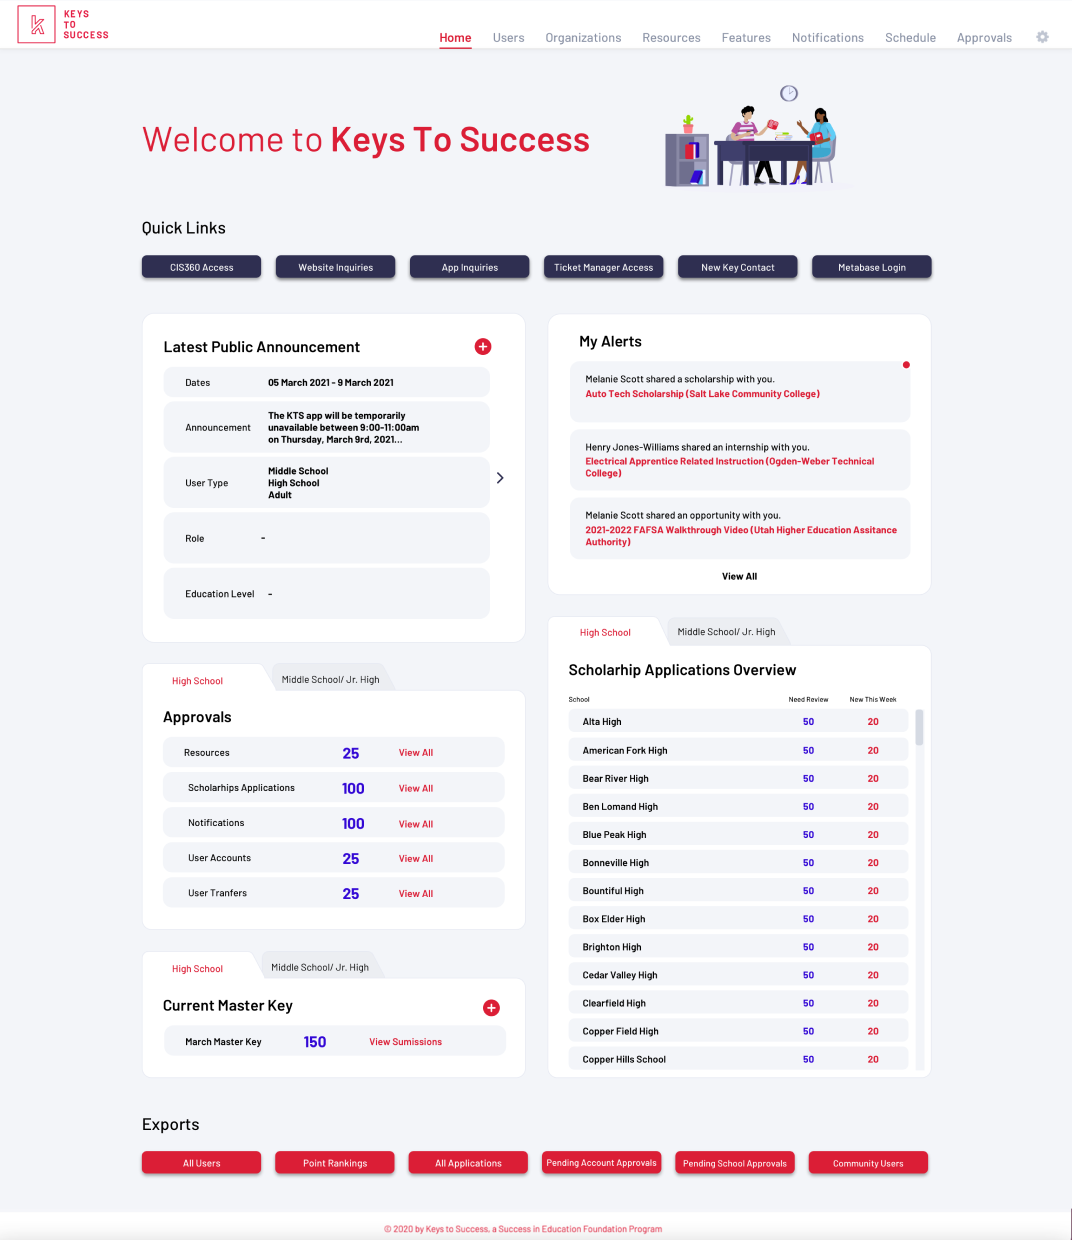 KEYS
TO
SUCCESS
Home Users Organizations Resources Features Notifications Schedule Approvals
Welcome to Keys To Success
Quick Links
CIS360 Access Website Inquiries App Inquiries Ticket Manager Access New Key Contact Metabase Login
Latest Public Announcement
Dates 05 March 2021 - 9 March 2021
Announcement The KTS app will be temporarily
unavailable between 9:00-11:00am
on Thursday, March 9rd, 2021...
User Type Middle School
High School
Adult
Role -
Education Level -
My Alerts
Melanie Scott shared a scholarship with you.
Auto Tech Scholarship (Salt Lake Community College)
Henry Jones-Williams shared an internship with you.
Electrical Apprentice Related Instruction (Ogden-Weber Technical
College)
Melanie Scott shared an opportunity with you.
2021-2022 FAFSA Walkthrough Video (Utah Higher Education Assitance
Authority)
View All
High School Middle School/ Jr. High
Approvals
Resources 25 View All
Scholarhips Applications 100 View All
Notifications 100 View All
User Accounts 25 View All
User Tranfers 25 View All
High School Middle School/ Jr. High
Current Master Key
March Master Key 150 View Sumissions
High School Middle School/ Jr. High
Scholarhip Applications Overview
School Need Review New This Week
Alta High 50 20
American Fork High 50 20
Bear River High 50 20
Ben Lomand High 50 20
Blue Peak High 50 20
Bonneville High 50 20
Bountiful High 50 20
Box Elder High 50 20
Brighton High 50 20
Cedar Valley High 50 20
Clearfield High 50 20
Copper Field High 50 20
Copper Hills School 50 20
Exports
All Users Point Rankings All Applications Pending Account Approvals Pending School Approvals Community Users
© 2020 by Keys to Success, a Success in Education Foundation Program